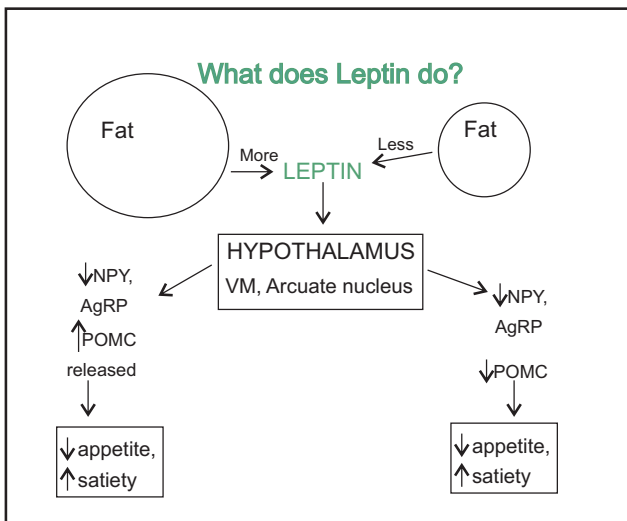 What does Leptin do?
Fat
Fat
More
Less
LEPTIN
HYPOTHALAMUS
VM, Arcuate nucleus
↓NPY,
AgRP
↑POMC
released
↓appetite,
↑satiety
↓NPY,
AgRP
↓POMC
↓appetite,
↑satiety